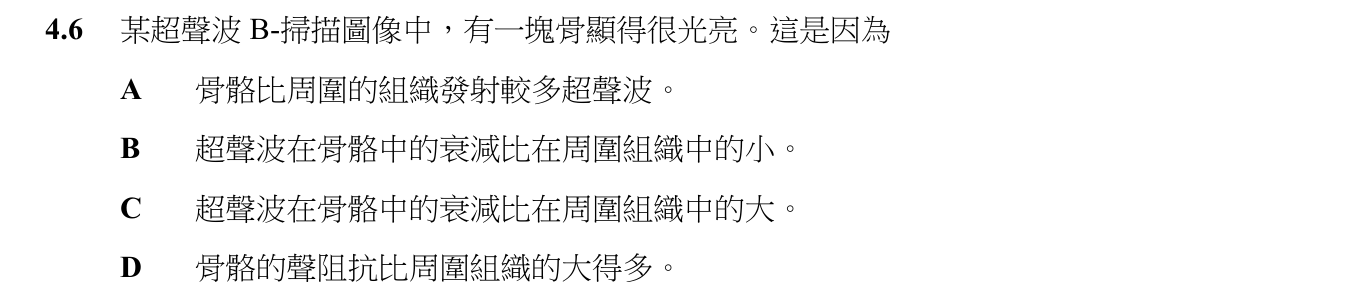 4.6 某超聲波 B-掃描圖像中，有一塊骨顯得很光亮。這是因為
A 骨骼比周圍的組織發射較多超聲波。
B 超聲波在骨骼中的衰減比在周圍組織中的小。
C 超聲波在骨骼中的衰減比在周圍組織中的大。
D 骨骼的聲阻抗比周圍組織的大得多。